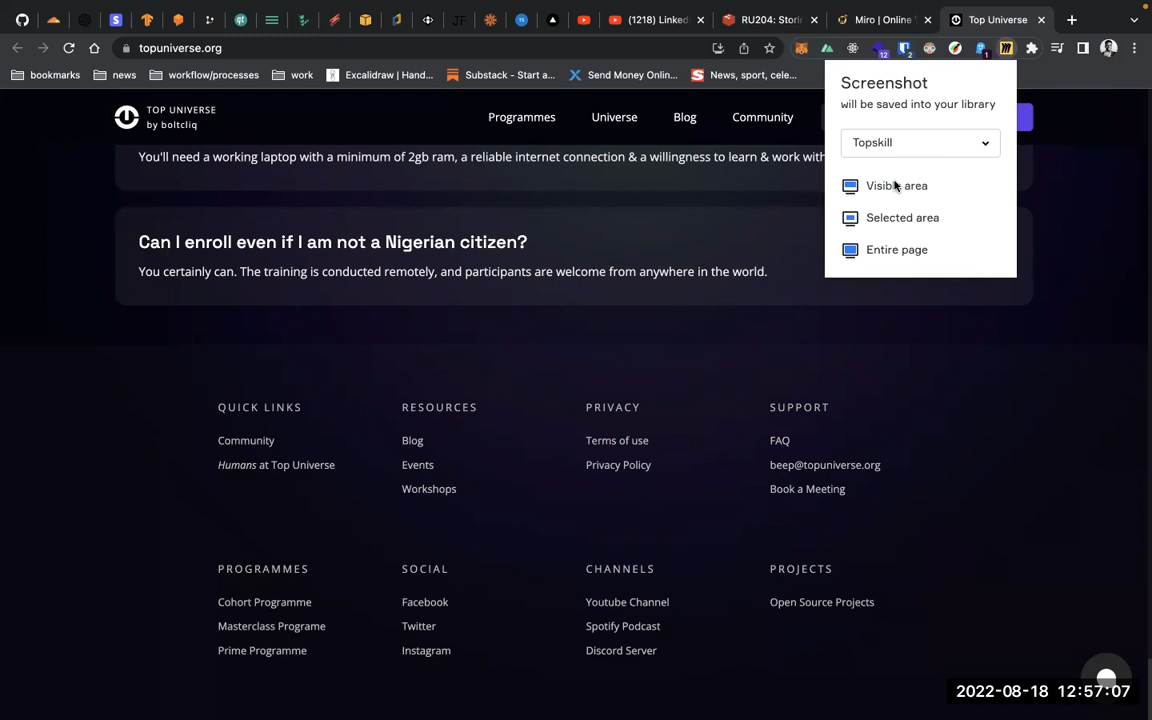 (1218) Linked
RU204: Storin
Miro | Online
Top Universe
topuniverse.org
12
2
1
bookmarks
news
workflow/processes
work
Excalidraw | Hand...
Substack - Start a...
Send Money Onlin...
News, sport, cele...
TOP UNIVERSE
by boltcliq
Programmes
Universe
Blog
Community
Screenshot
will be saved into your library
Topskill
Visible area
Selected area
Entire page
You'll need a working laptop with a minimum of 2gb ram, a reliable internet connection & a willingness to learn & work with
Can I enroll even if I am not a Nigerian citizen?
You certainly can. The training is conducted remotely, and participants are welcome from anywhere in the world.
QUICK LINKS
Community
Humans at Top Universe
RESOURCES
Blog
Events
Workshops
PRIVACY
Terms of use
Privacy Policy
SUPPORT
FAQ
beep@topuniverse.org
Book a Meeting
PROGRAMMES
Cohort Programme
Masterclass Programe
Prime Programme
SOCIAL
Facebook
Twitter
Instagram
CHANNELS
Youtube Channel
Spotify Podcast
Discord Server
PROJECTS
Open Source Projects
2022-08-18 12:57:07